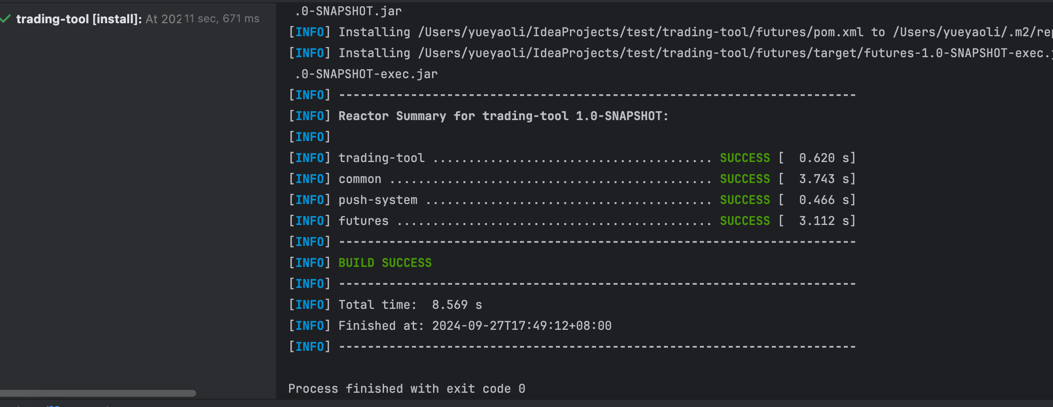 trading-tool [install]: At 202 11 sec, 671 ms
.0-SNAPSHOT.jar
[INFO] Installing /Users/yueyaoli/IdeaProjects/test/trading-tool/futures/pom.xml to /Users/yueyaoli/.m2/rep
[INFO] Installing /Users/yueyaoli/IdeaProjects/test/trading-tool/futures/target/futures-1.0-SNAPSHOT-exec.j
.0-SNAPSHOT-exec.jar
[INFO] ------------------------------------------------------------------------
[INFO] Reactor Summary for trading-tool 1.0-SNAPSHOT:
[INFO]
[INFO] trading-tool ....................................... SUCCESS [  0.620 s]
[INFO] common ............................................. SUCCESS [  3.743 s]
[INFO] push-system ........................................ SUCCESS [  0.466 s]
[INFO] futures ............................................ SUCCESS [  3.112 s]
[INFO] ------------------------------------------------------------------------
[INFO] BUILD SUCCESS
[INFO] ------------------------------------------------------------------------
[INFO] Total time:  8.569 s
[INFO] Finished at: 2024-09-27T17:49:12+08:00
[INFO] ------------------------------------------------------------------------
Process finished with exit code 0